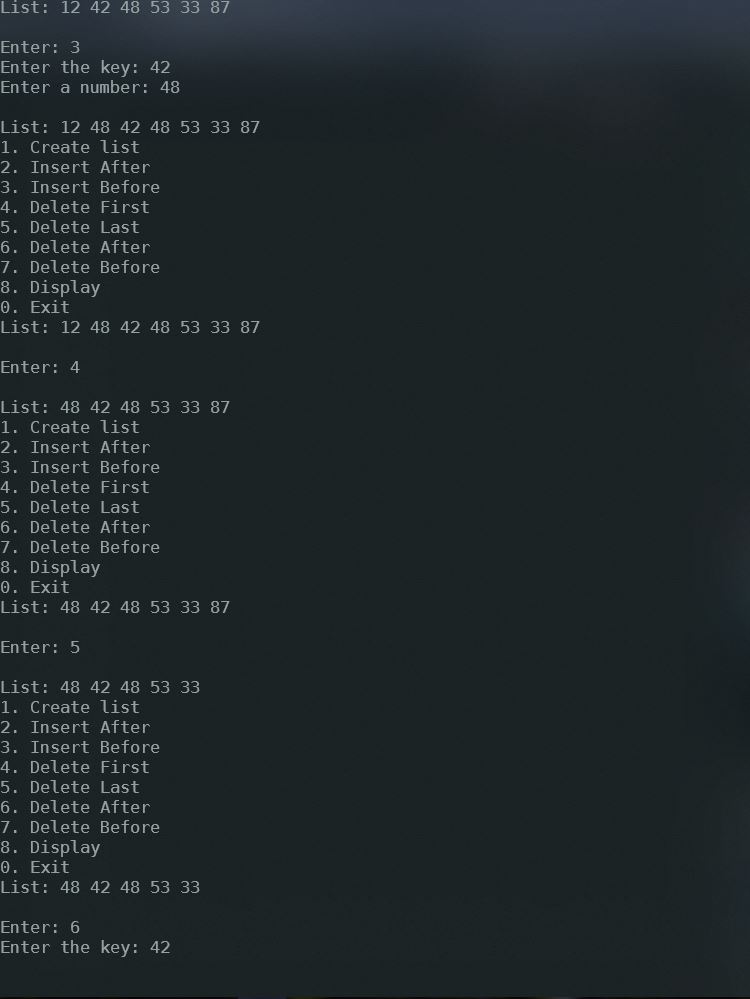 List: 12 42 48 53 33 87
Enter: 3
Enter the key: 42
Enter a number: 48
List: 12 48 42 48 53 33 87
1. Create list
2. Insert After
3. Insert Before
4. Delete First
5. Delete Last
6. Delete After
7. Delete Before
8. Display
0. Exit
List: 12 48 42 48 53 33 87
Enter: 4
List: 48 42 48 53 33 87
1. Create list
2. Insert After
3. Insert Before
4. Delete First
5. Delete Last
6. Delete After
7. Delete Before
8. Display
0. Exit
List: 48 42 48 53 33 87
Enter: 5
List: 48 42 48 53 33
1. Create list
2. Insert After
3. Insert Before
4. Delete First
5. Delete Last
6. Delete After
7. Delete Before
8. Display
0. Exit
List: 48 42 48 53 33
Enter: 6
Enter the key: 42